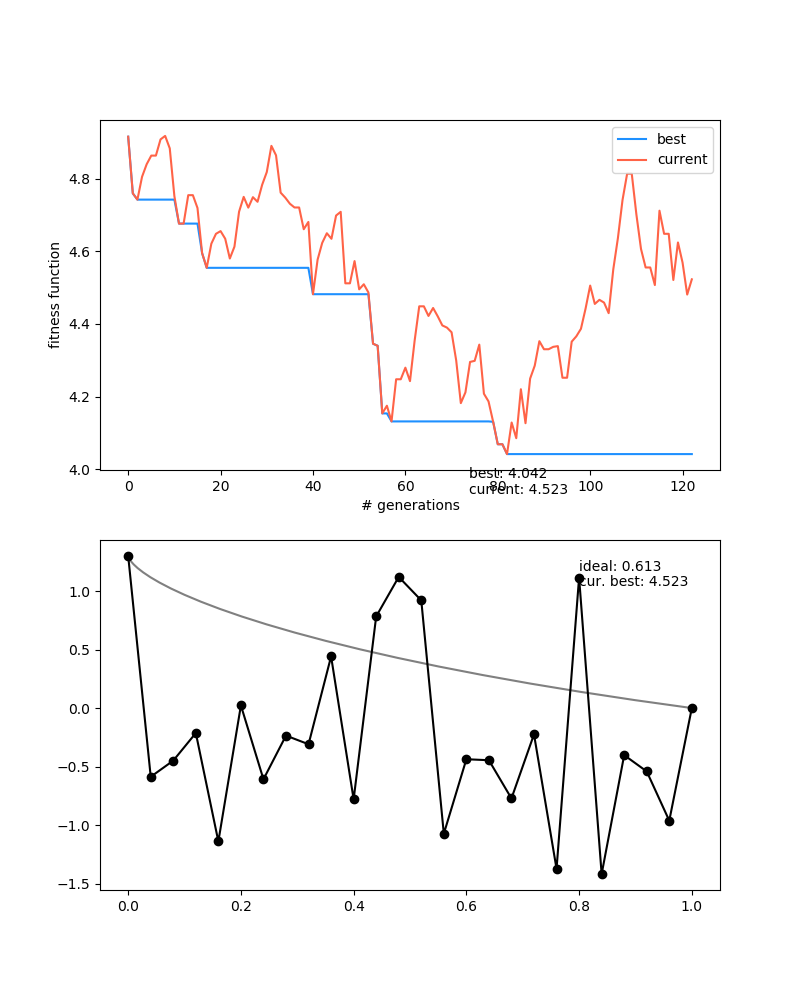 best
current
4.8
4.6
4.4
4.2
4.0
fitness function
0 20 40 60 80 100 120
best: 4.042
current: 4.523
# generations
ideal: 0.613
cur. best: 4.523
1.0
0.5
0.0
−0.5
−1.0
−1.5
0.0 0.2 0.4 0.6 0.8 1.0